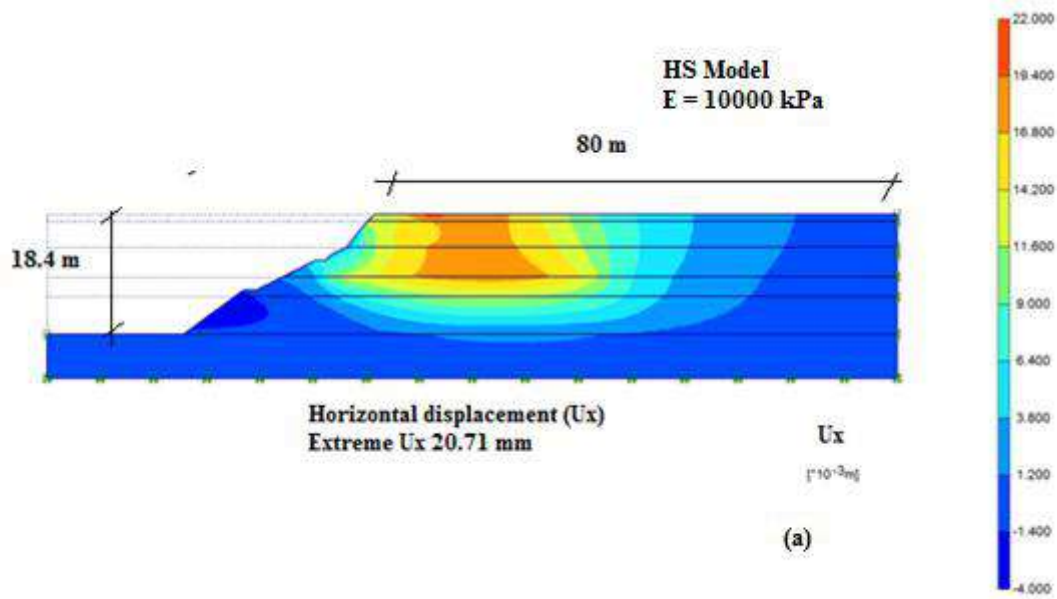 HS Model
E = 10000 kPa
80 m
18.4 m
Horizontal displacement (Ux)
Extreme Ux 20.71 mm
Ux
[*10⁻³m]
(a)
22.000
19.400
16.800
14.200
11.600
9.000
6.400
3.800
1.200
-1.400
-4.000